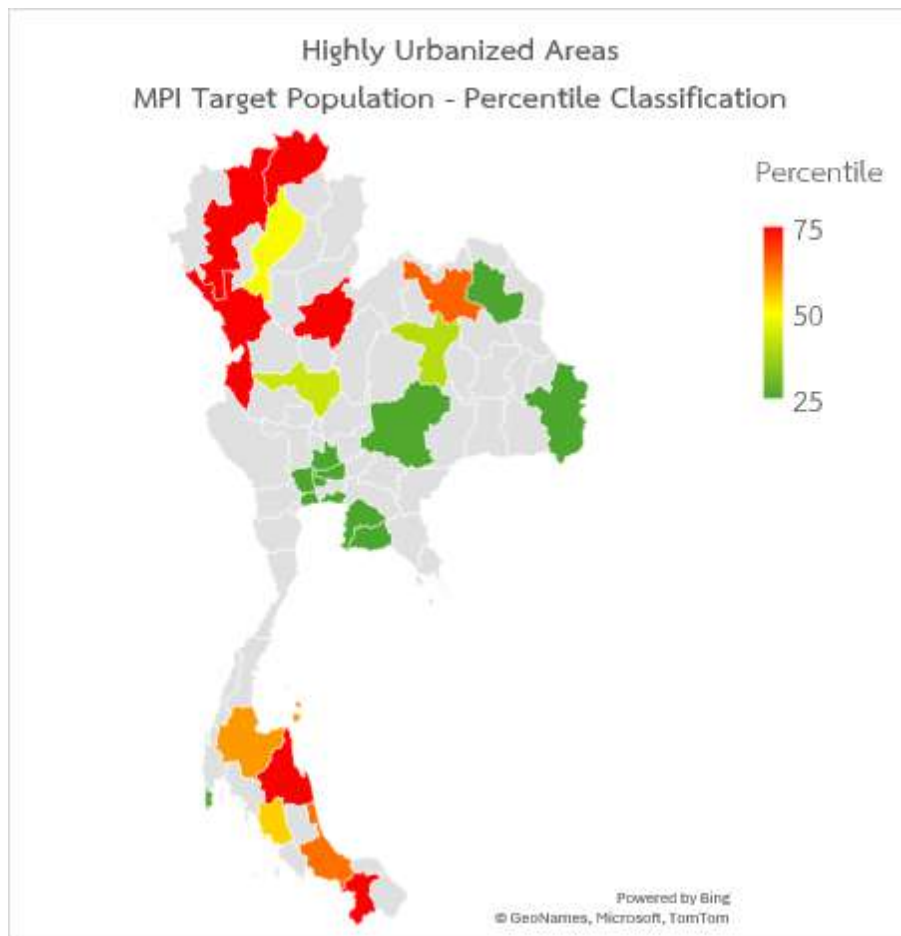 Highly Urbanized Areas
MPI Target Population - Percentile Classification
Percentile
75
50
25
Powered by Bing
© GeoNames, Microsoft, TomTom